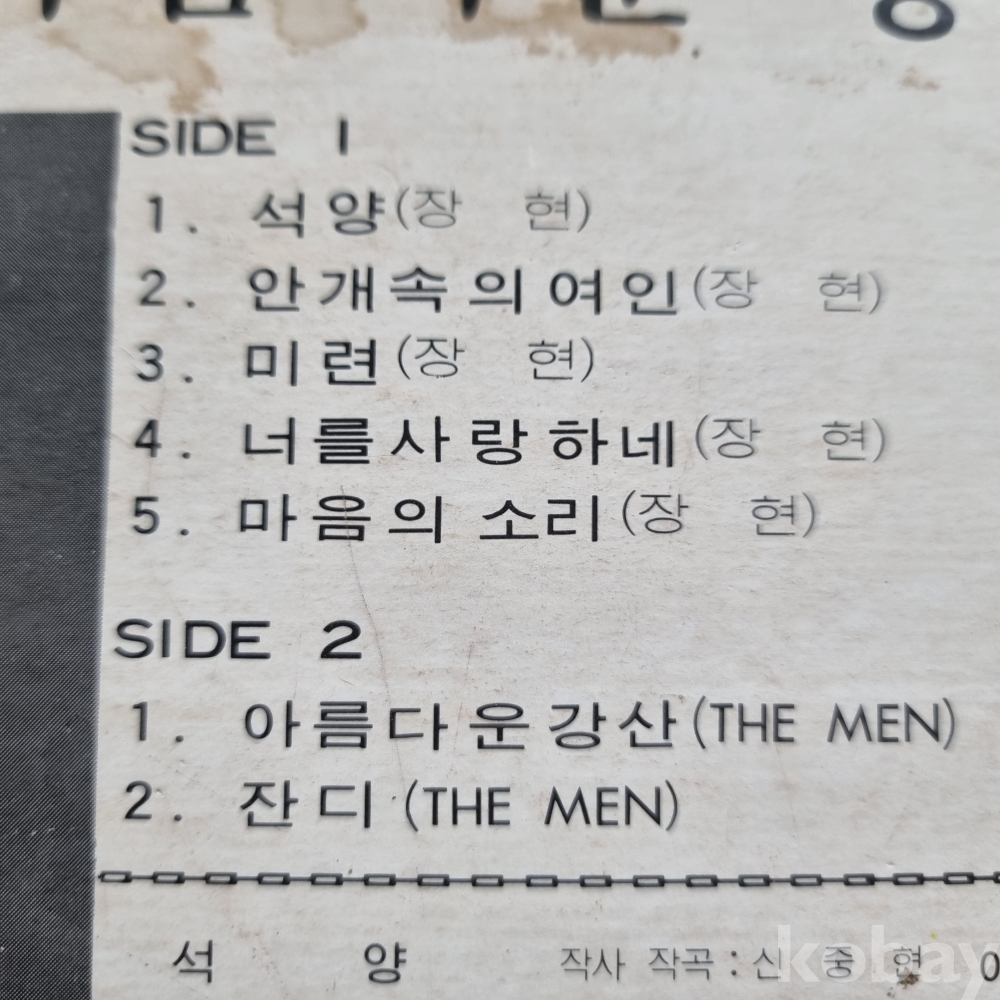 SIDE 1
1. 석양(장 현)
2. 안개속의여인(장 현)
3. 미련(장 현)
4. 너를사랑하네(장 현)
5. 마음의 소리(장 현)
SIDE 2
1. 아름다운강산(THE MEN)
2. 잔디(THE MEN)
석 양 작사 작곡 : 신 중 현
kobay